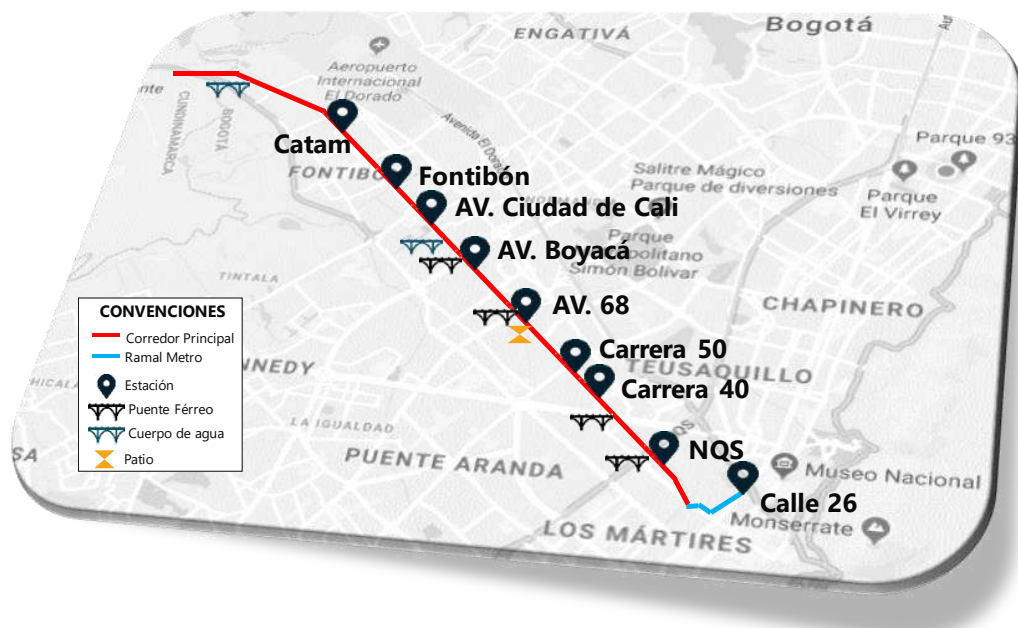 Bogotá
ENGATIVÁ
Aeropuerto
Internacional
El Dorado
CUNDINAMARCA
BOGOTÁ
Parque 93
Catam
Avenida El Dorado
Salitre Mágico
Parque de diversiones
Fontibón
Parque
El Virrey
AV. Ciudad de Cali
Parque
AV. Boyacá
Simón Bolívar
TINTALA
CHAPINERO
AV. 68
CONVENCIONES
Corredor Principal
Ramal Metro
Estación
Puente Férreo
Cuerpo de agua
Patio
Carrera 50
TEUSAQUILLO
Carrera 40
LA IGUALDAD
PUENTE ARANDA
NQS
NQS
Museo Nacional
Calle 26
Monserrate
LOS MÁRTIRES